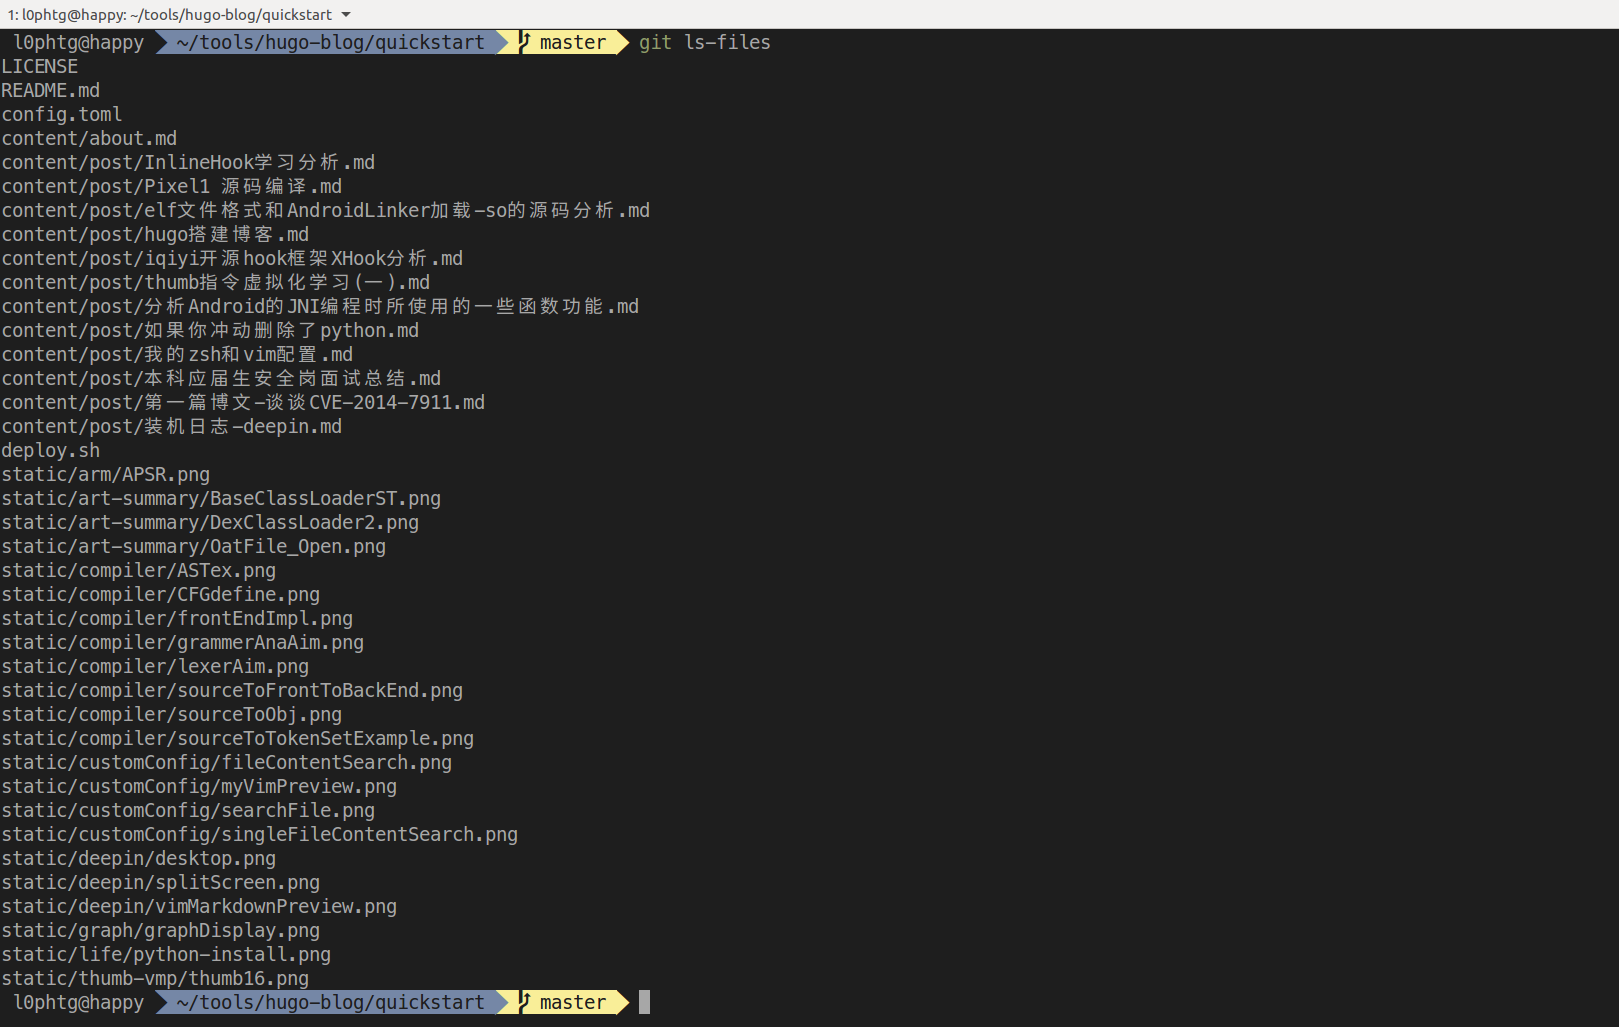 1: l0phtg@happy: ~/tools/hugo-blog/quickstart
l0phtg@happy ~/tools/hugo-blog/quickstart master git ls-files
LICENSE
README.md
config.toml
content/about.md
content/post/InlineHook学习分析.md
content/post/Pixel1 源码编译.md
content/post/elf文件格式和AndroidLinker加载-so的源码分析.md
content/post/hugo搭建博客.md
content/post/iqiyi开源hook框架XHook分析.md
content/post/thumb指令虚拟化学习(一).md
content/post/分析Android的JNI编程时所使用的一些函数功能.md
content/post/如果你冲动删除了python.md
content/post/我的zsh和vim配置.md
content/post/本科应届生安全岗面试总结.md
content/post/第一篇博文-谈谈CVE-2014-7911.md
content/post/装机日志-deepin.md
deploy.sh
static/arm/APSR.png
static/art-summary/BaseClassLoaderST.png
static/art-summary/DexClassLoader2.png
static/art-summary/OatFile_Open.png
static/compiler/ASTex.png
static/compiler/CFGdefine.png
static/compiler/frontEndImpl.png
static/compiler/grammerAnaAim.png
static/compiler/lexerAim.png
static/compiler/sourceToFrontToBackEnd.png
static/compiler/sourceToObj.png
static/compiler/sourceToTokenSetExample.png
static/customConfig/fileContentSearch.png
static/customConfig/myVimPreview.png
static/customConfig/searchFile.png
static/customConfig/singleFileContentSearch.png
static/deepin/desktop.png
static/deepin/splitScreen.png
static/deepin/vimMarkdownPreview.png
static/graph/graphDisplay.png
static/life/python-install.png
static/thumb-vmp/thumb16.png
l0phtg@happy ~/tools/hugo-blog/quickstart master